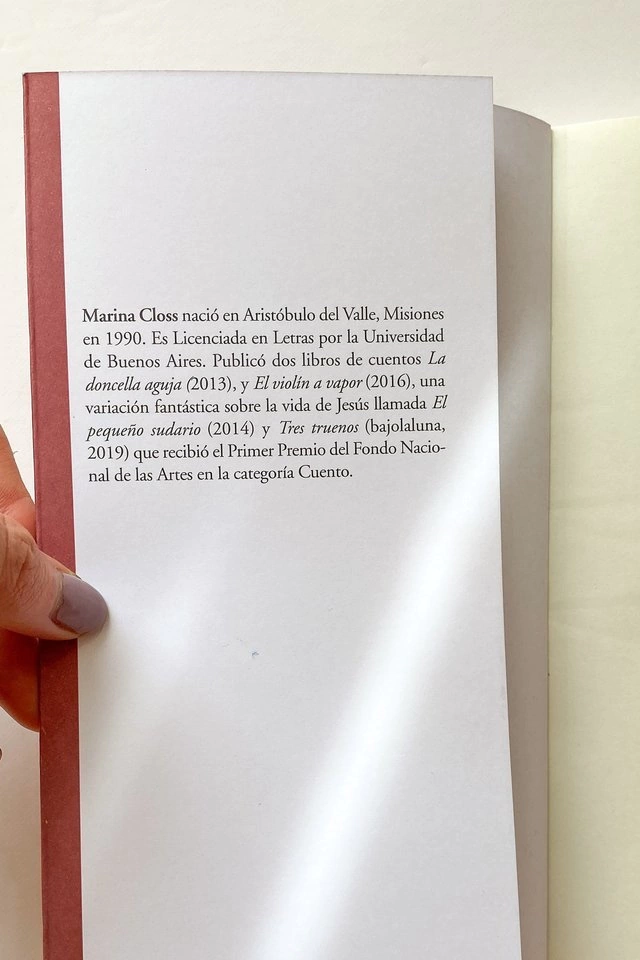 Marina Closs nació en Aristóbulo del Valle, Misiones
en 1990. Es Licenciada en Letras por la Universidad
de Buenos Aires. Publicó dos libros de cuentos La
doncella aguja (2013), y El violín a vapor (2016), una
variación fantástica sobre la vida de Jesús llamada El
pequeño sudario (2014) y Tres truenos (bajolaluna,
2019) que recibió el Primer Premio del Fondo Nacio-
nal de las Artes en la categoría Cuento.